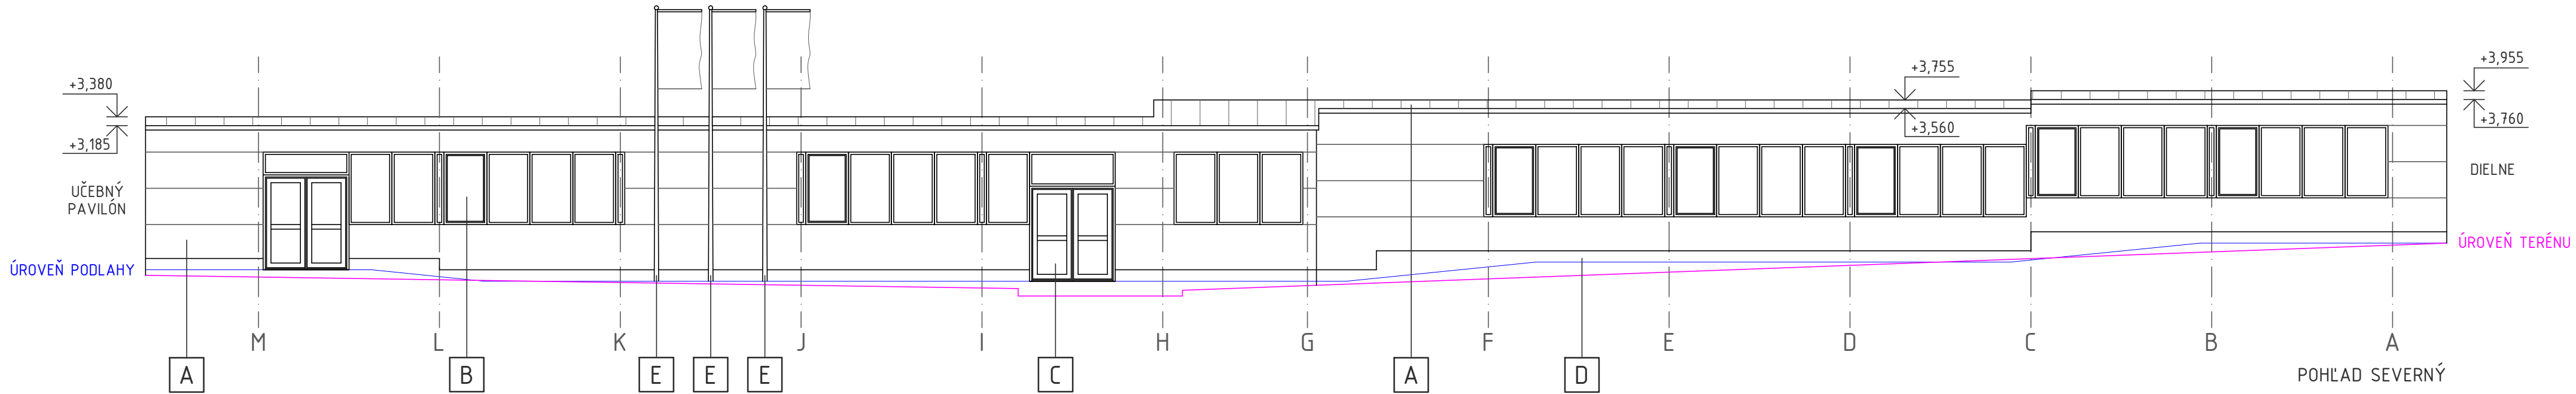 +3,380
+3,185
UČEBNÝ
PAVILÓN
ÚROVEŇ PODLAHY
+3,755
+3,560
+3,955
+3,760
DIELNE
ÚROVEŇ TERÉNU
M L K J I H G F E D C B A
A B E E E C A D
POHĽAD SEVERNÝ